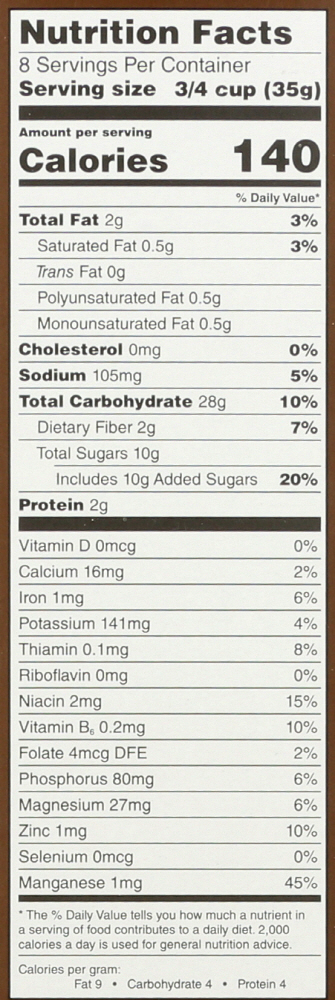 Nutrition Facts
8 Servings Per Container
Serving size 3/4 cup (35g)
Amount per serving
Calories 140
% Daily Value*
Total Fat 2g 3%
Saturated Fat 0.5g 3%
Trans Fat 0g
Polyunsaturated Fat 0.5g
Monounsaturated Fat 0.5g
Cholesterol 0mg 0%
Sodium 105mg 5%
Total Carbohydrate 28g 10%
Dietary Fiber 2g 7%
Total Sugars 10g
Includes 10g Added Sugars 20%
Protein 2g
Vitamin D 0mcg 0%
Calcium 16mg 2%
Iron 1mg 6%
Potassium 141mg 4%
Thiamin 0.1mg 8%
Riboflavin 0mg 0%
Niacin 2mg 15%
Vitamin B₆ 0.2mg 10%
Folate 4mcg DFE 2%
Phosphorus 80mg 6%
Magnesium 27mg 6%
Zinc 1mg 10%
Selenium 0mcg 0%
Manganese 1mg 45%
* The % Daily Value tells you how much a nutrient in
a serving of food contributes to a daily diet. 2,000
calories a day is used for general nutrition advice.
Calories per gram:
Fat 9 • Carbohydrate 4 • Protein 4